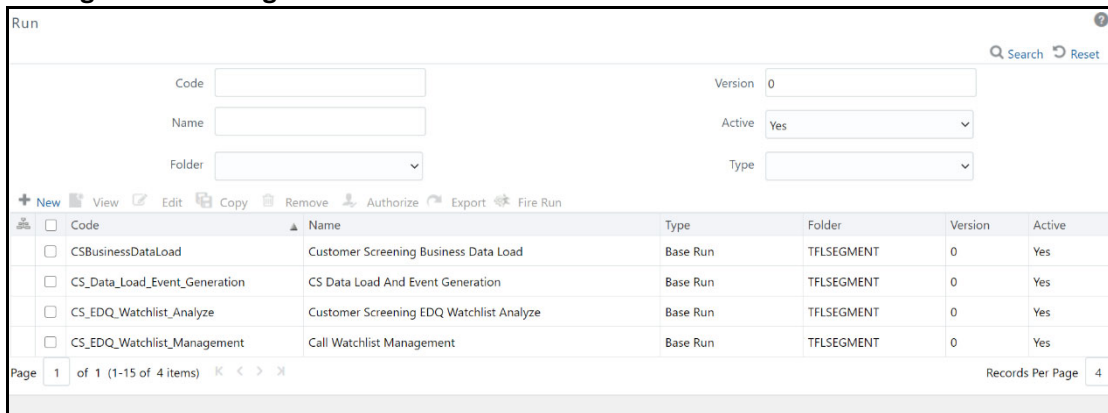 Run
Search Reset
Code Version 0
Name Active Yes
Folder Type
New View Edit Copy Remove Authorize Export Fire Run
Code Name Type Folder Version Active
CSBusinessDataLoad Customer Screening Business Data Load Base Run TFLSEGMENT 0 Yes
CS_Data_Load_Event_Generation CS Data Load And Event Generation Base Run TFLSEGMENT 0 Yes
CS_EDQ_Watchlist_Analyze Customer Screening EDQ Watchlist Analyze Base Run TFLSEGMENT 0 Yes
CS_EDQ_Watchlist_Management Call Watchlist Management Base Run TFLSEGMENT 0 Yes
Page 1 of 1 (1-15 of 4 items) Records Per Page 4